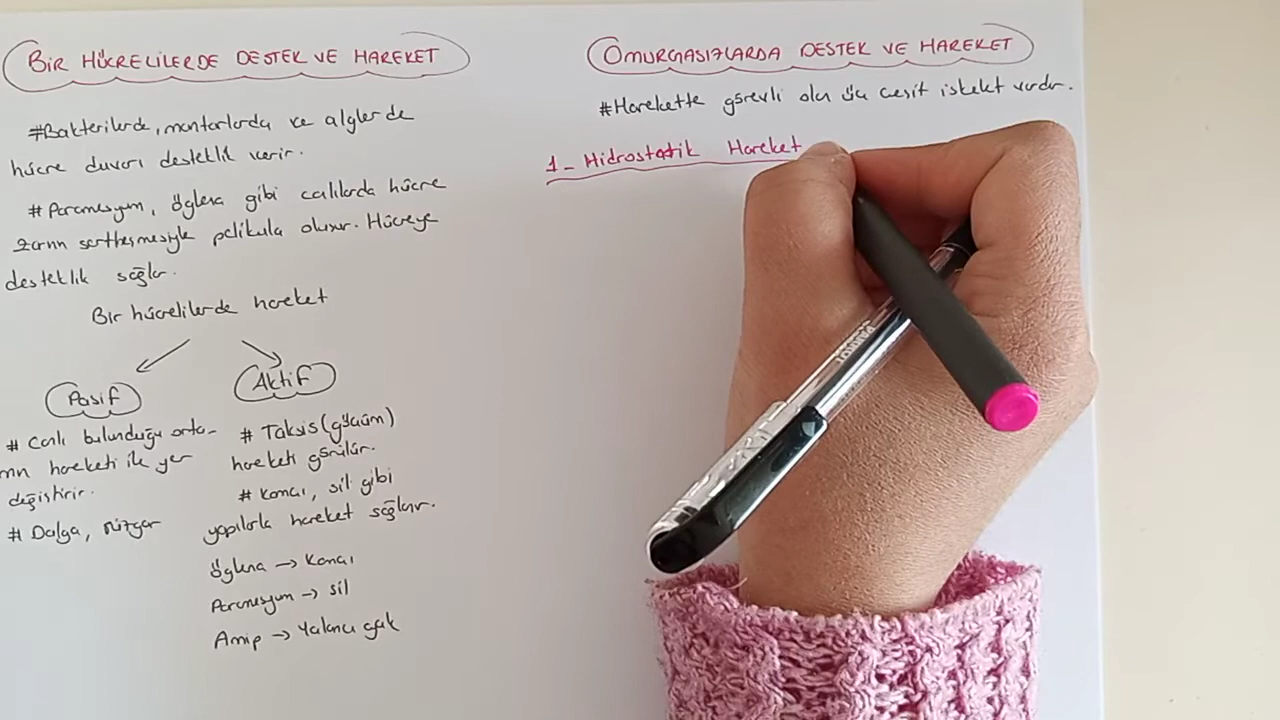 BİR HÜCRELİLERDE DESTEK VE HAREKET
#Bakterilerde, mantarlarda ve alglerde
hücre duvarı desteklik verir.
# Paramesyum, öglena gibi canlılarda hücre
zarının sertleşmesiyle pelikula oluşur. Hücreye
desteklik sağlar.
Bir hücrelilerde hareket
Pasif
# Canlı bulunduğu orta-
mın hareketi ile yer
değiştirir.
# Dalga, rüzgar
Aktif
# Taksis (göçüm)
hareketi görülür.
# Kamçı, sil gibi
yapılarla hareket sağlanır.
öglena → Kamçı
Paramesyum → sil
Amip → Yalancı ayak
OMURGASIZLARDA DESTEK VE HAREKET
#Harekette görevli olan üç çeşit iskelet vardır.
1- Hidrostatik Hareket